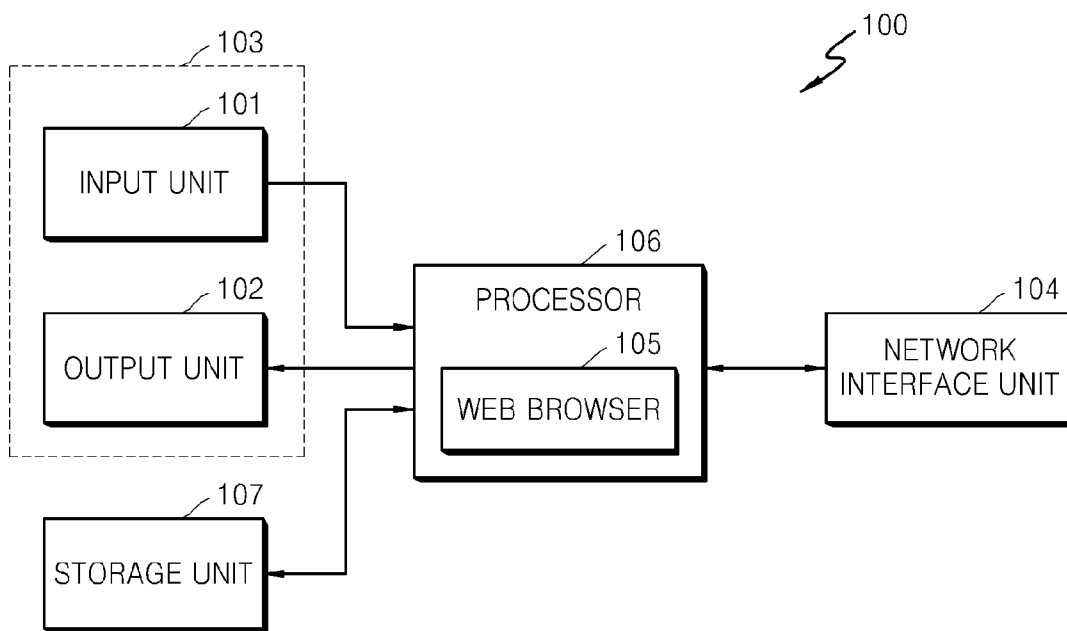 100
103
101
INPUT UNIT
106
PROCESSOR
102
OUTPUT UNIT
105
WEB BROWSER
104
NETWORK
INTERFACE UNIT
107
STORAGE UNIT